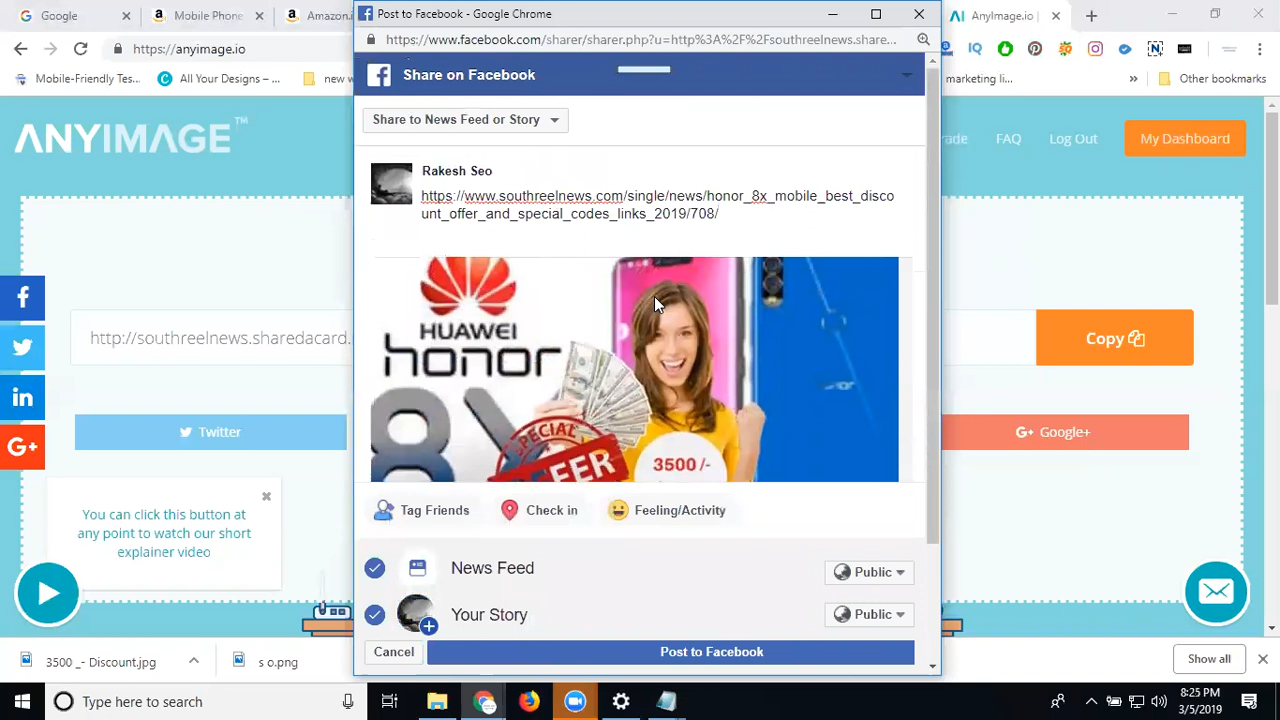 Google
Mobile Phone
Amazon.
Post to Facebook - Google Chrome
AnyImage.io
https://anyimage.io
https://www.facebook.com/sharer/sharer.php?u=http%3A%2F%2Fsouthreelnews.share...
Mobile-Friendly Tes...
All Your Designs – ...
new w
marketing li...
Other bookmarks
Share on Facebook
ANYIMAGE™
Share to News Feed or Story
rade
FAQ
Log Out
My Dashboard
Rakesh Seo
https://www.southreelnews.com/single/news/honor_8x_mobile_best_disco
unt_offer_and_special_codes_links_2019/708/
HUAWEI
honor
8X
SPECIAL
OFFER
3500 /-
http://southreelnews.sharedacard.
Copy
Twitter
Google+
You can click this button at
any point to watch our short
explainer video
Tag Friends
Check in
Feeling/Activity
News Feed
Public
Your Story
Public
Cancel
Post to Facebook
3500 _- Discount.jpg
s o.png
Show all
Type here to search
8:25 PM
3/5/2019